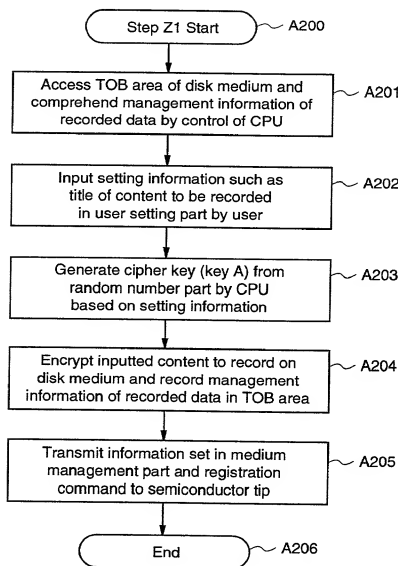 Step Z1 Start
A200
Access TOB area of disk medium and
comprehend management information of
recorded data by control of CPU
A201
Input setting information such as
title of content to be recorded
in user setting part by user
A202
Generate cipher key (key A) from
random number part by CPU
based on setting information
A203
Encrypt inputted content to record on
disk medium and record management
information of recorded data in TOB area
A204
Transmit information set in medium
management part and registration
command to semiconductor tip
A205
End
A206